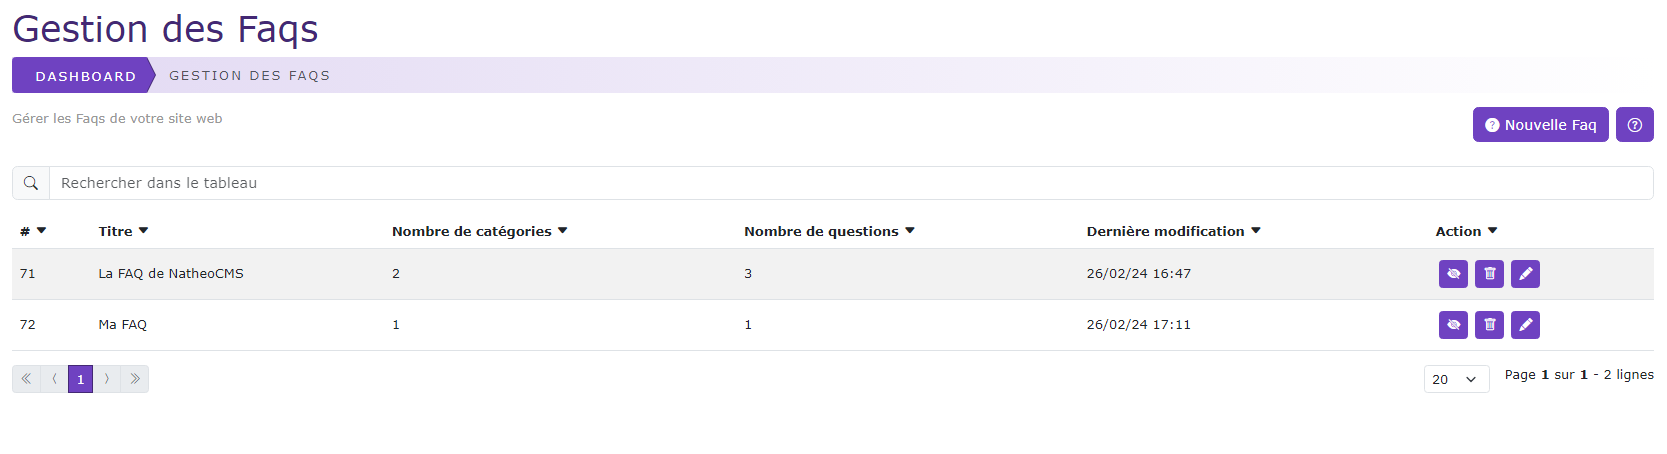 Gestion des Faqs
DASHBOARD GESTION DES FAQS
Gérer les Faqs de votre site web
Nouvelle Faq
Rechercher dans le tableau
# Titre Nombre de catégories Nombre de questions Dernière modification Action
71 La FAQ de NatheoCMS 2 3 26/02/24 16:47
72 Ma FAQ 1 1 26/02/24 17:11
« ‹ 1 › » 20 Page 1 sur 1 - 2 lignes